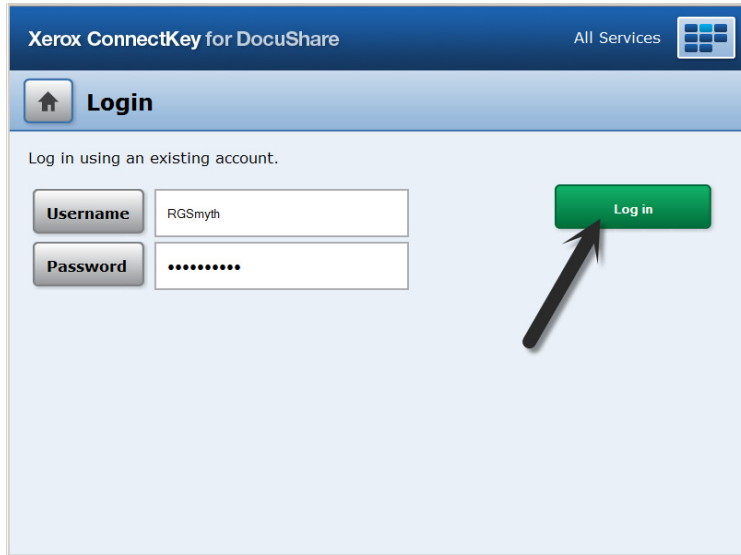 Xerox ConnectKey for DocuShare
All Services
Login
Log in using an existing account.
Username
RGSmyth
Log in
Password
••••••••••